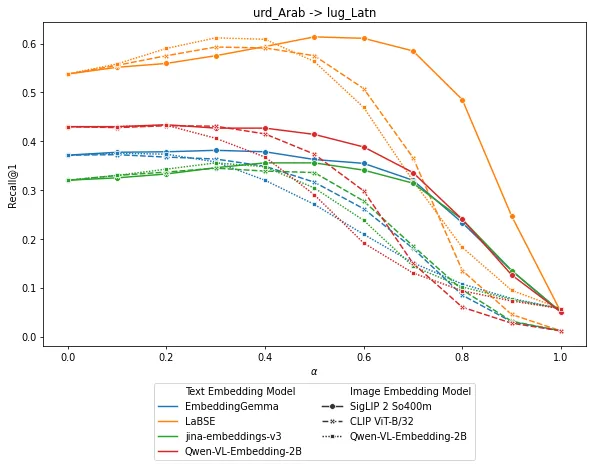 urd_Arab -> lug_Latn
Recall@1
0.6
0.5
0.4
0.3
0.2
0.1
0.0
0.0 0.2 0.4 0.6 0.8 1.0
α
Text Embedding Model Image Embedding Model
EmbeddingGemma SigLIP 2 So400m
LaBSE CLIP ViT-B/32
jina-embeddings-v3 Qwen-VL-Embedding-2B
Qwen-VL-Embedding-2B